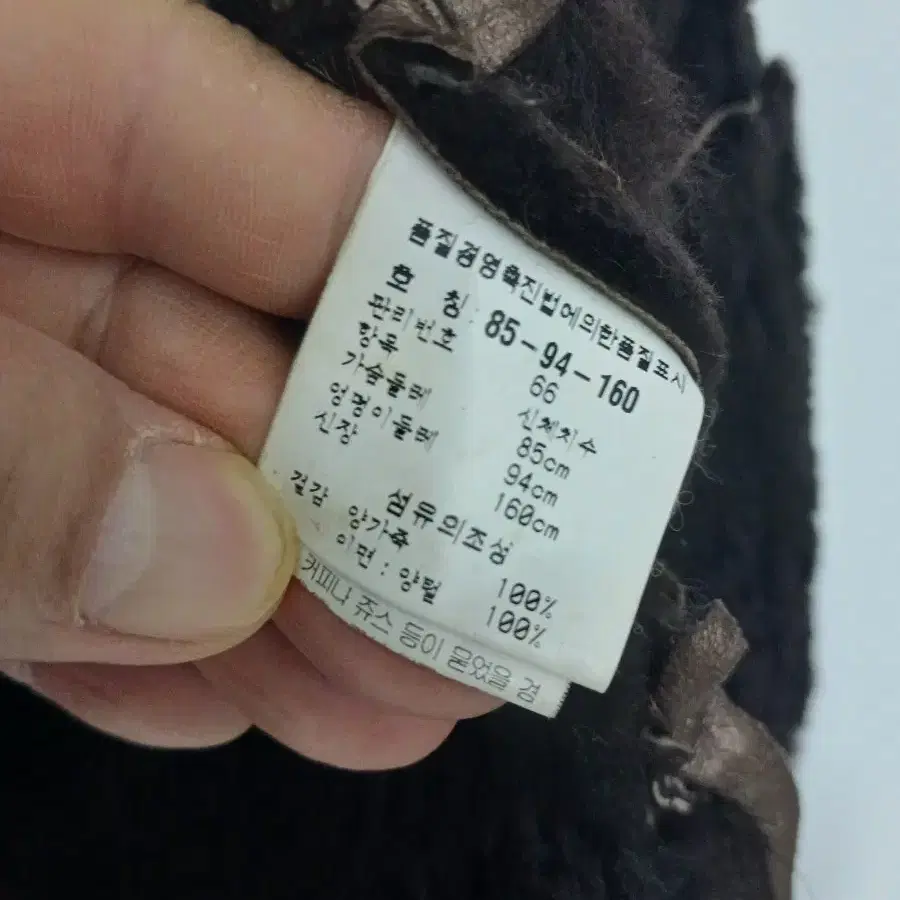 품질경영촉진법에의한품질표시
호 칭: 85-94-160
관리번호 66
항목 신체치수
가슴둘레 85cm
엉덩이둘레 94cm
신장 160cm
섬유의조성
겉감 양가죽 100%
이면: 양털 100%
커피나 쥬스 등이 묻었을 경